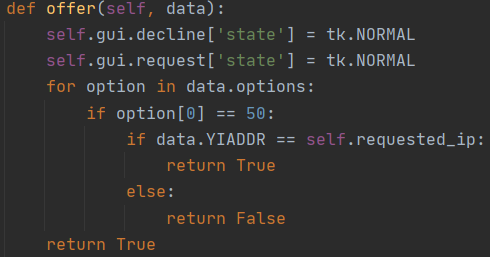 def offer(self, data):
    self.gui.decline['state'] = tk.NORMAL
    self.gui.request['state'] = tk.NORMAL
    for option in data.options:
        if option[0] == 50:
            if data.YIADDR == self.requested_ip:
                return True
            else:
                return False
    return True